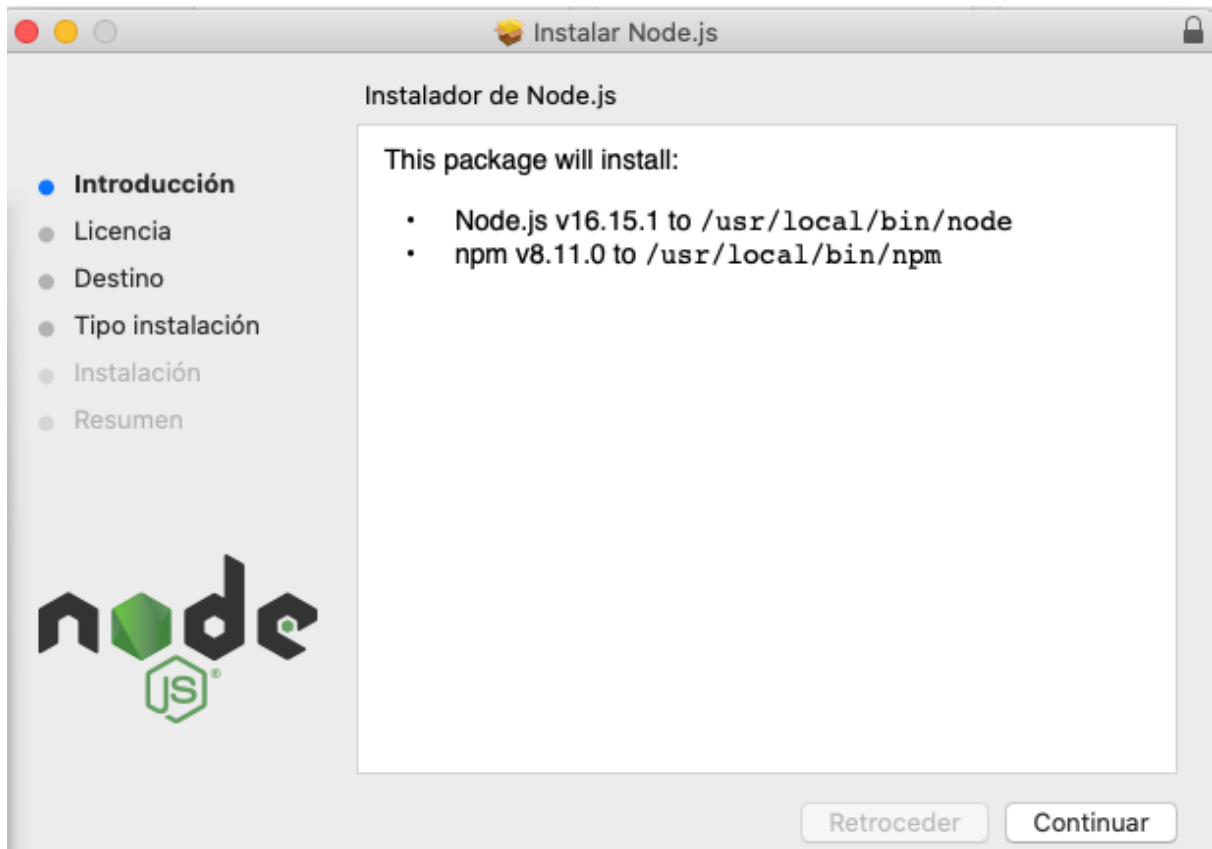 Instalar Node.js
Instalador de Node.js
This package will install:
• Node.js v16.15.1 to /usr/local/bin/node
• npm v8.11.0 to /usr/local/bin/npm
Introducción
Licencia
Destino
Tipo instalación
Instalación
Resumen
node
JS®
Retroceder
Continuar